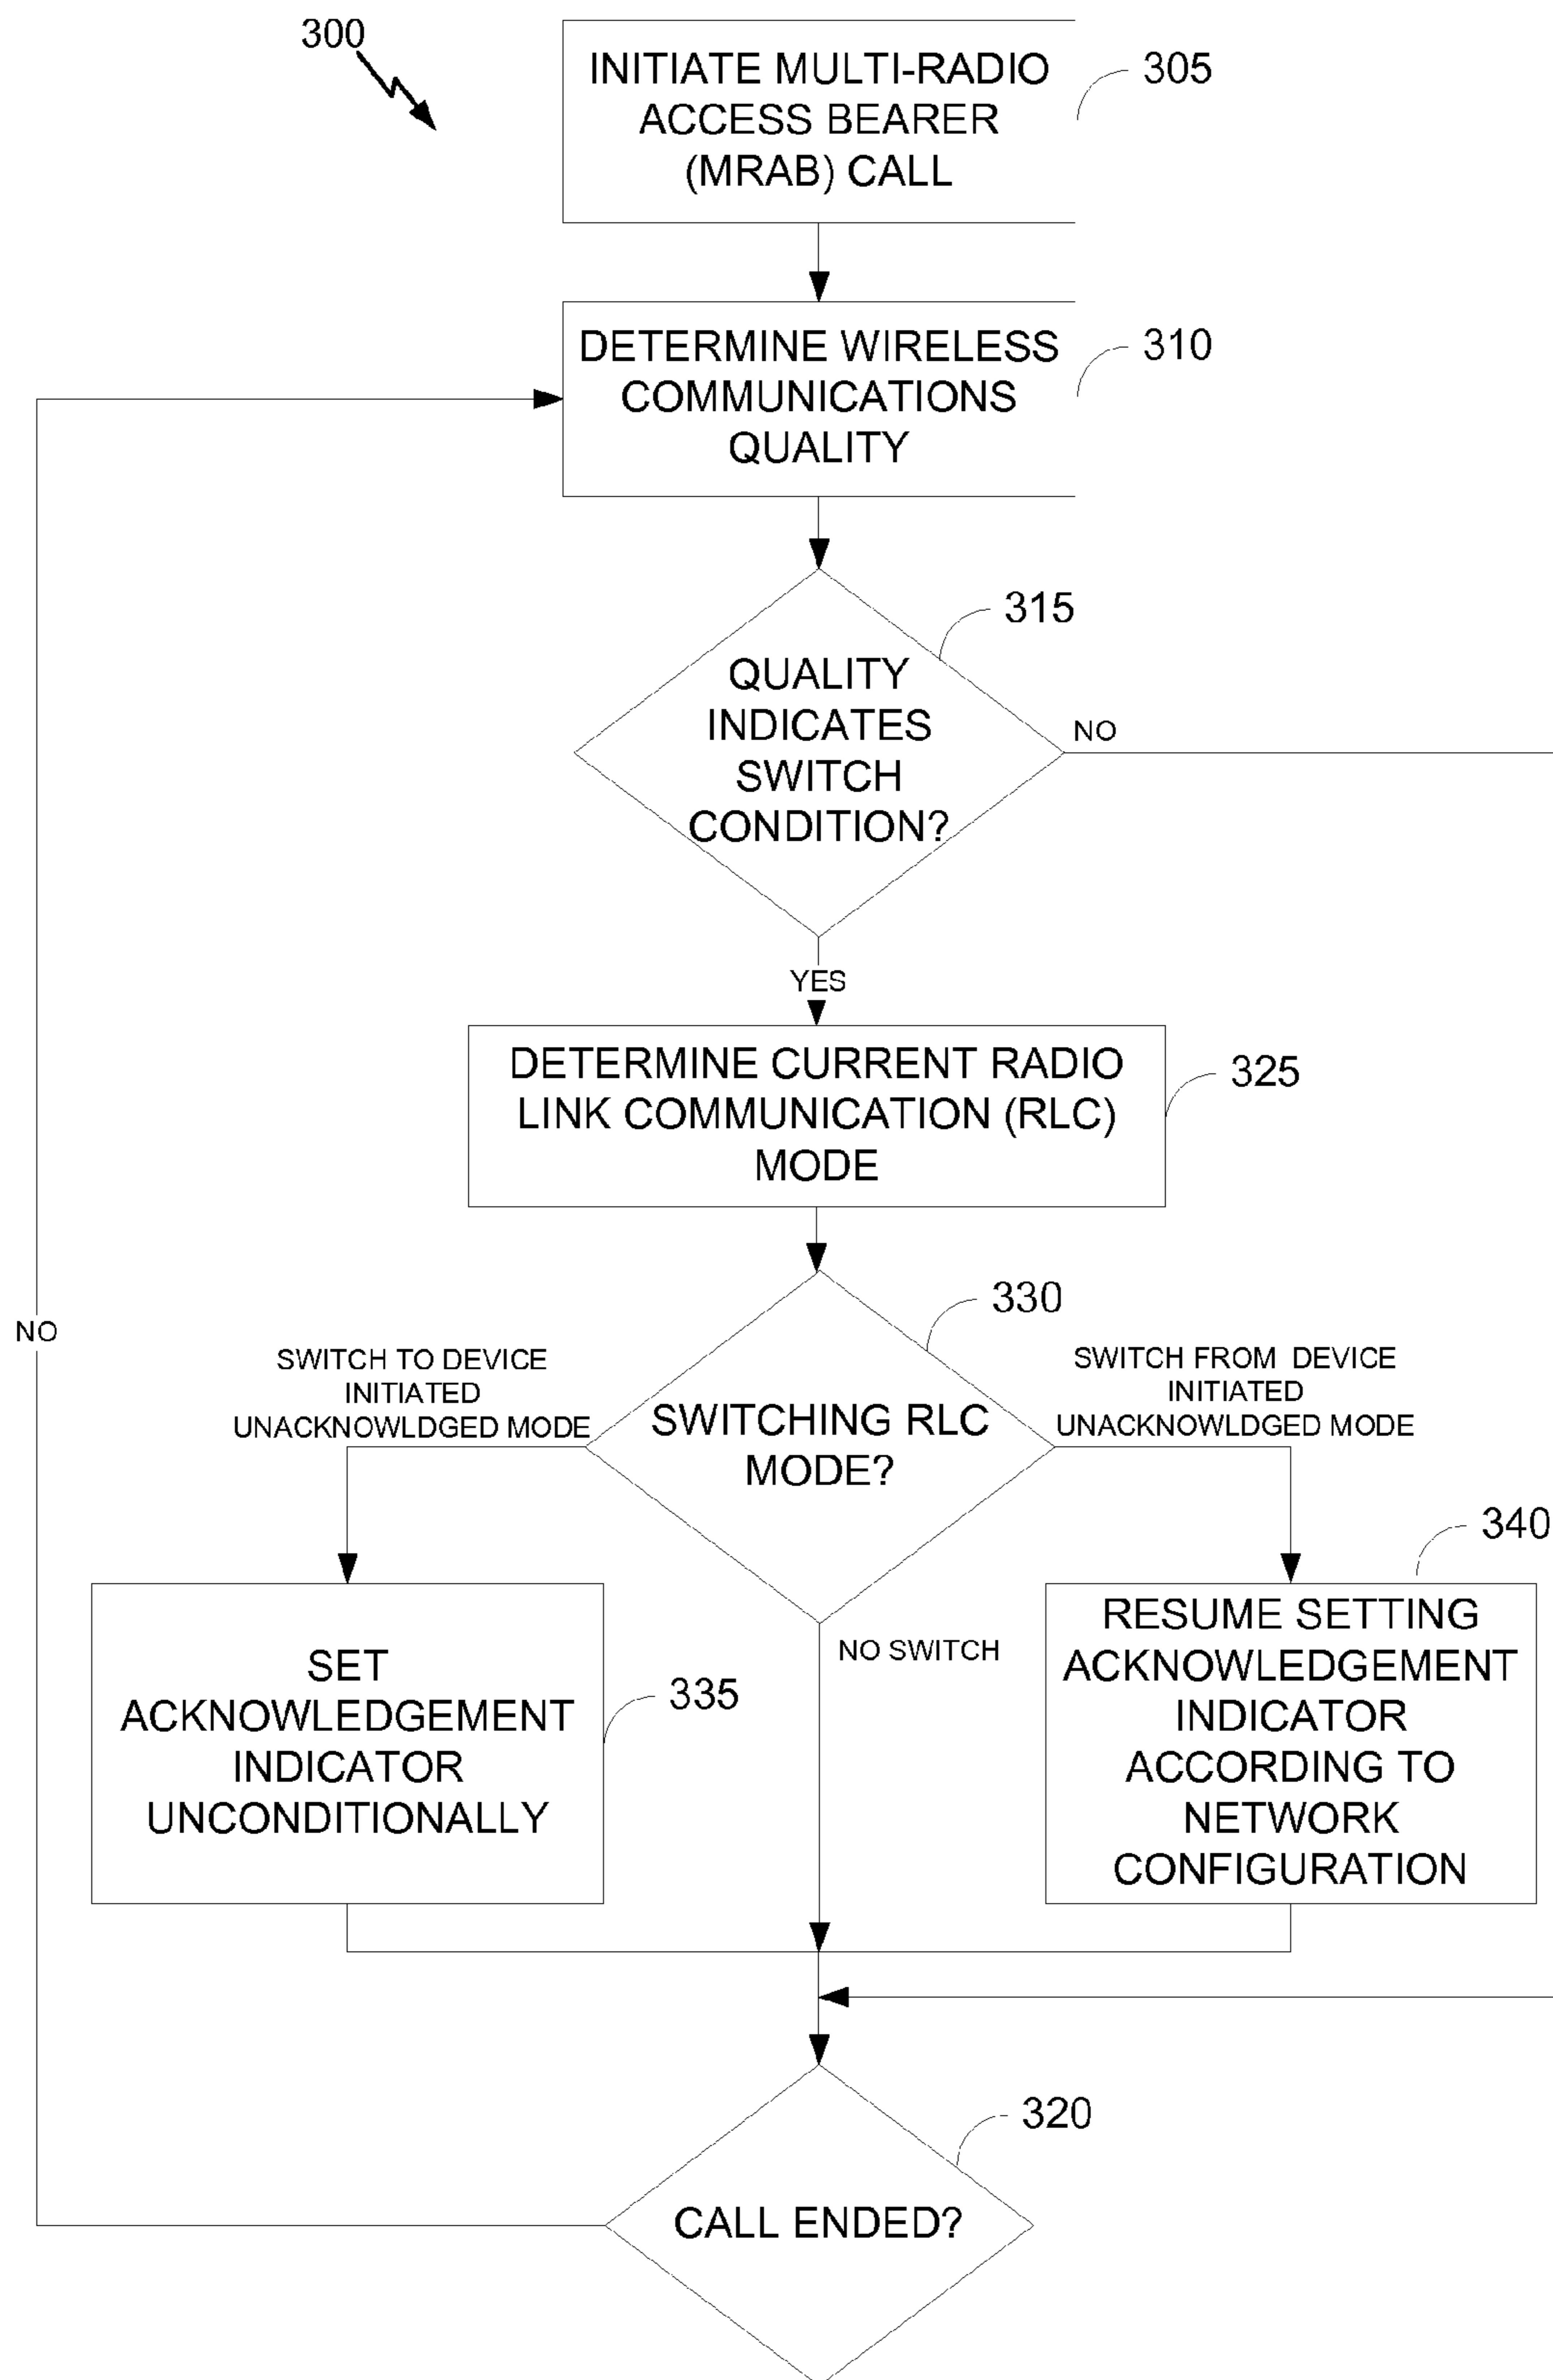 300
INITIATE MULTI-RADIO
ACCESS BEARER
(MRAB) CALL
305
DETERMINE WIRELESS
COMMUNICATIONS
QUALITY
310
315
QUALITY
INDICATES
SWITCH
CONDITION?
NO
YES
DETERMINE CURRENT RADIO
LINK COMMUNICATION (RLC)
MODE
325
330
NO
SWITCH TO DEVICE
INITIATED
UNACKNOWLDGED MODE
SWITCHING RLC
MODE?
SWITCH FROM DEVICE
INITIATED
UNACKNOWLDGED MODE
340
NO SWITCH
SET
ACKNOWLEDGEMENT
INDICATOR
UNCONDITIONALLY
335
RESUME SETTING
ACKNOWLEDGEMENT
INDICATOR
ACCORDING TO
NETWORK
CONFIGURATION
320
CALL ENDED?